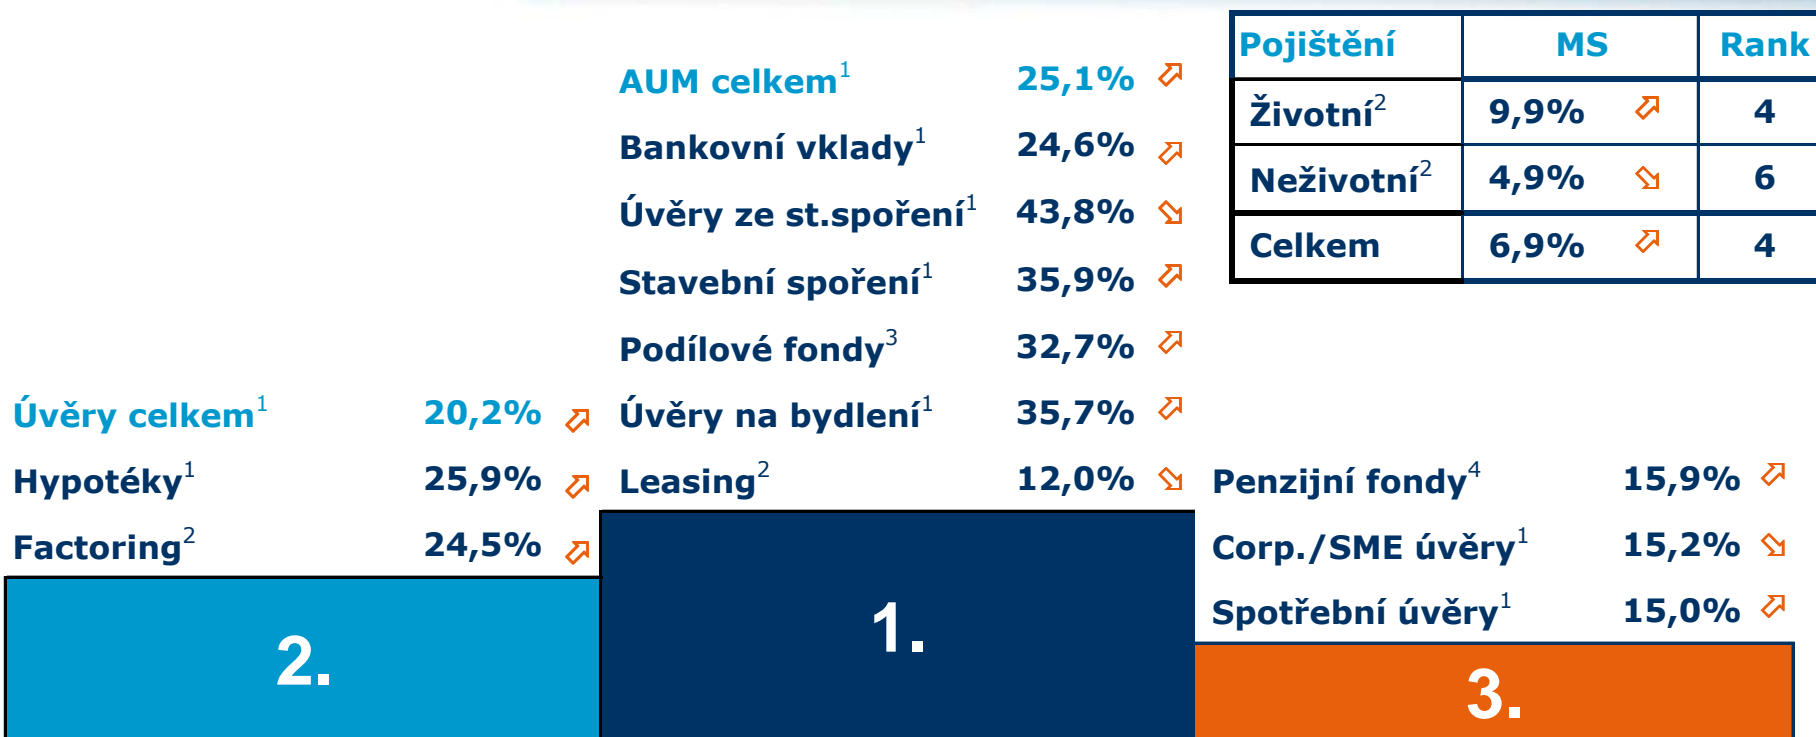 Pojištění MS Rank
Životní2 9,9% 4
Neživotní2 4,9% 6
Celkem 6,9% 4
AUM celkem1 25,1%
Bankovní vklady1 24,6%
Úvěry ze st.spoření1 43,8%
Stavební spoření1 35,9%
Podílové fondy3 32,7%
Úvěry na bydlení1 35,7%
Leasing2 12,0%
1.
Úvěry celkem1 20,2%
Hypotéky1 25,9%
Factoring2 24,5%
2.
Penzijní fondy4 15,9%
Corp./SME úvěry1 15,2%
Spotřební úvěry1 15,0%
3.